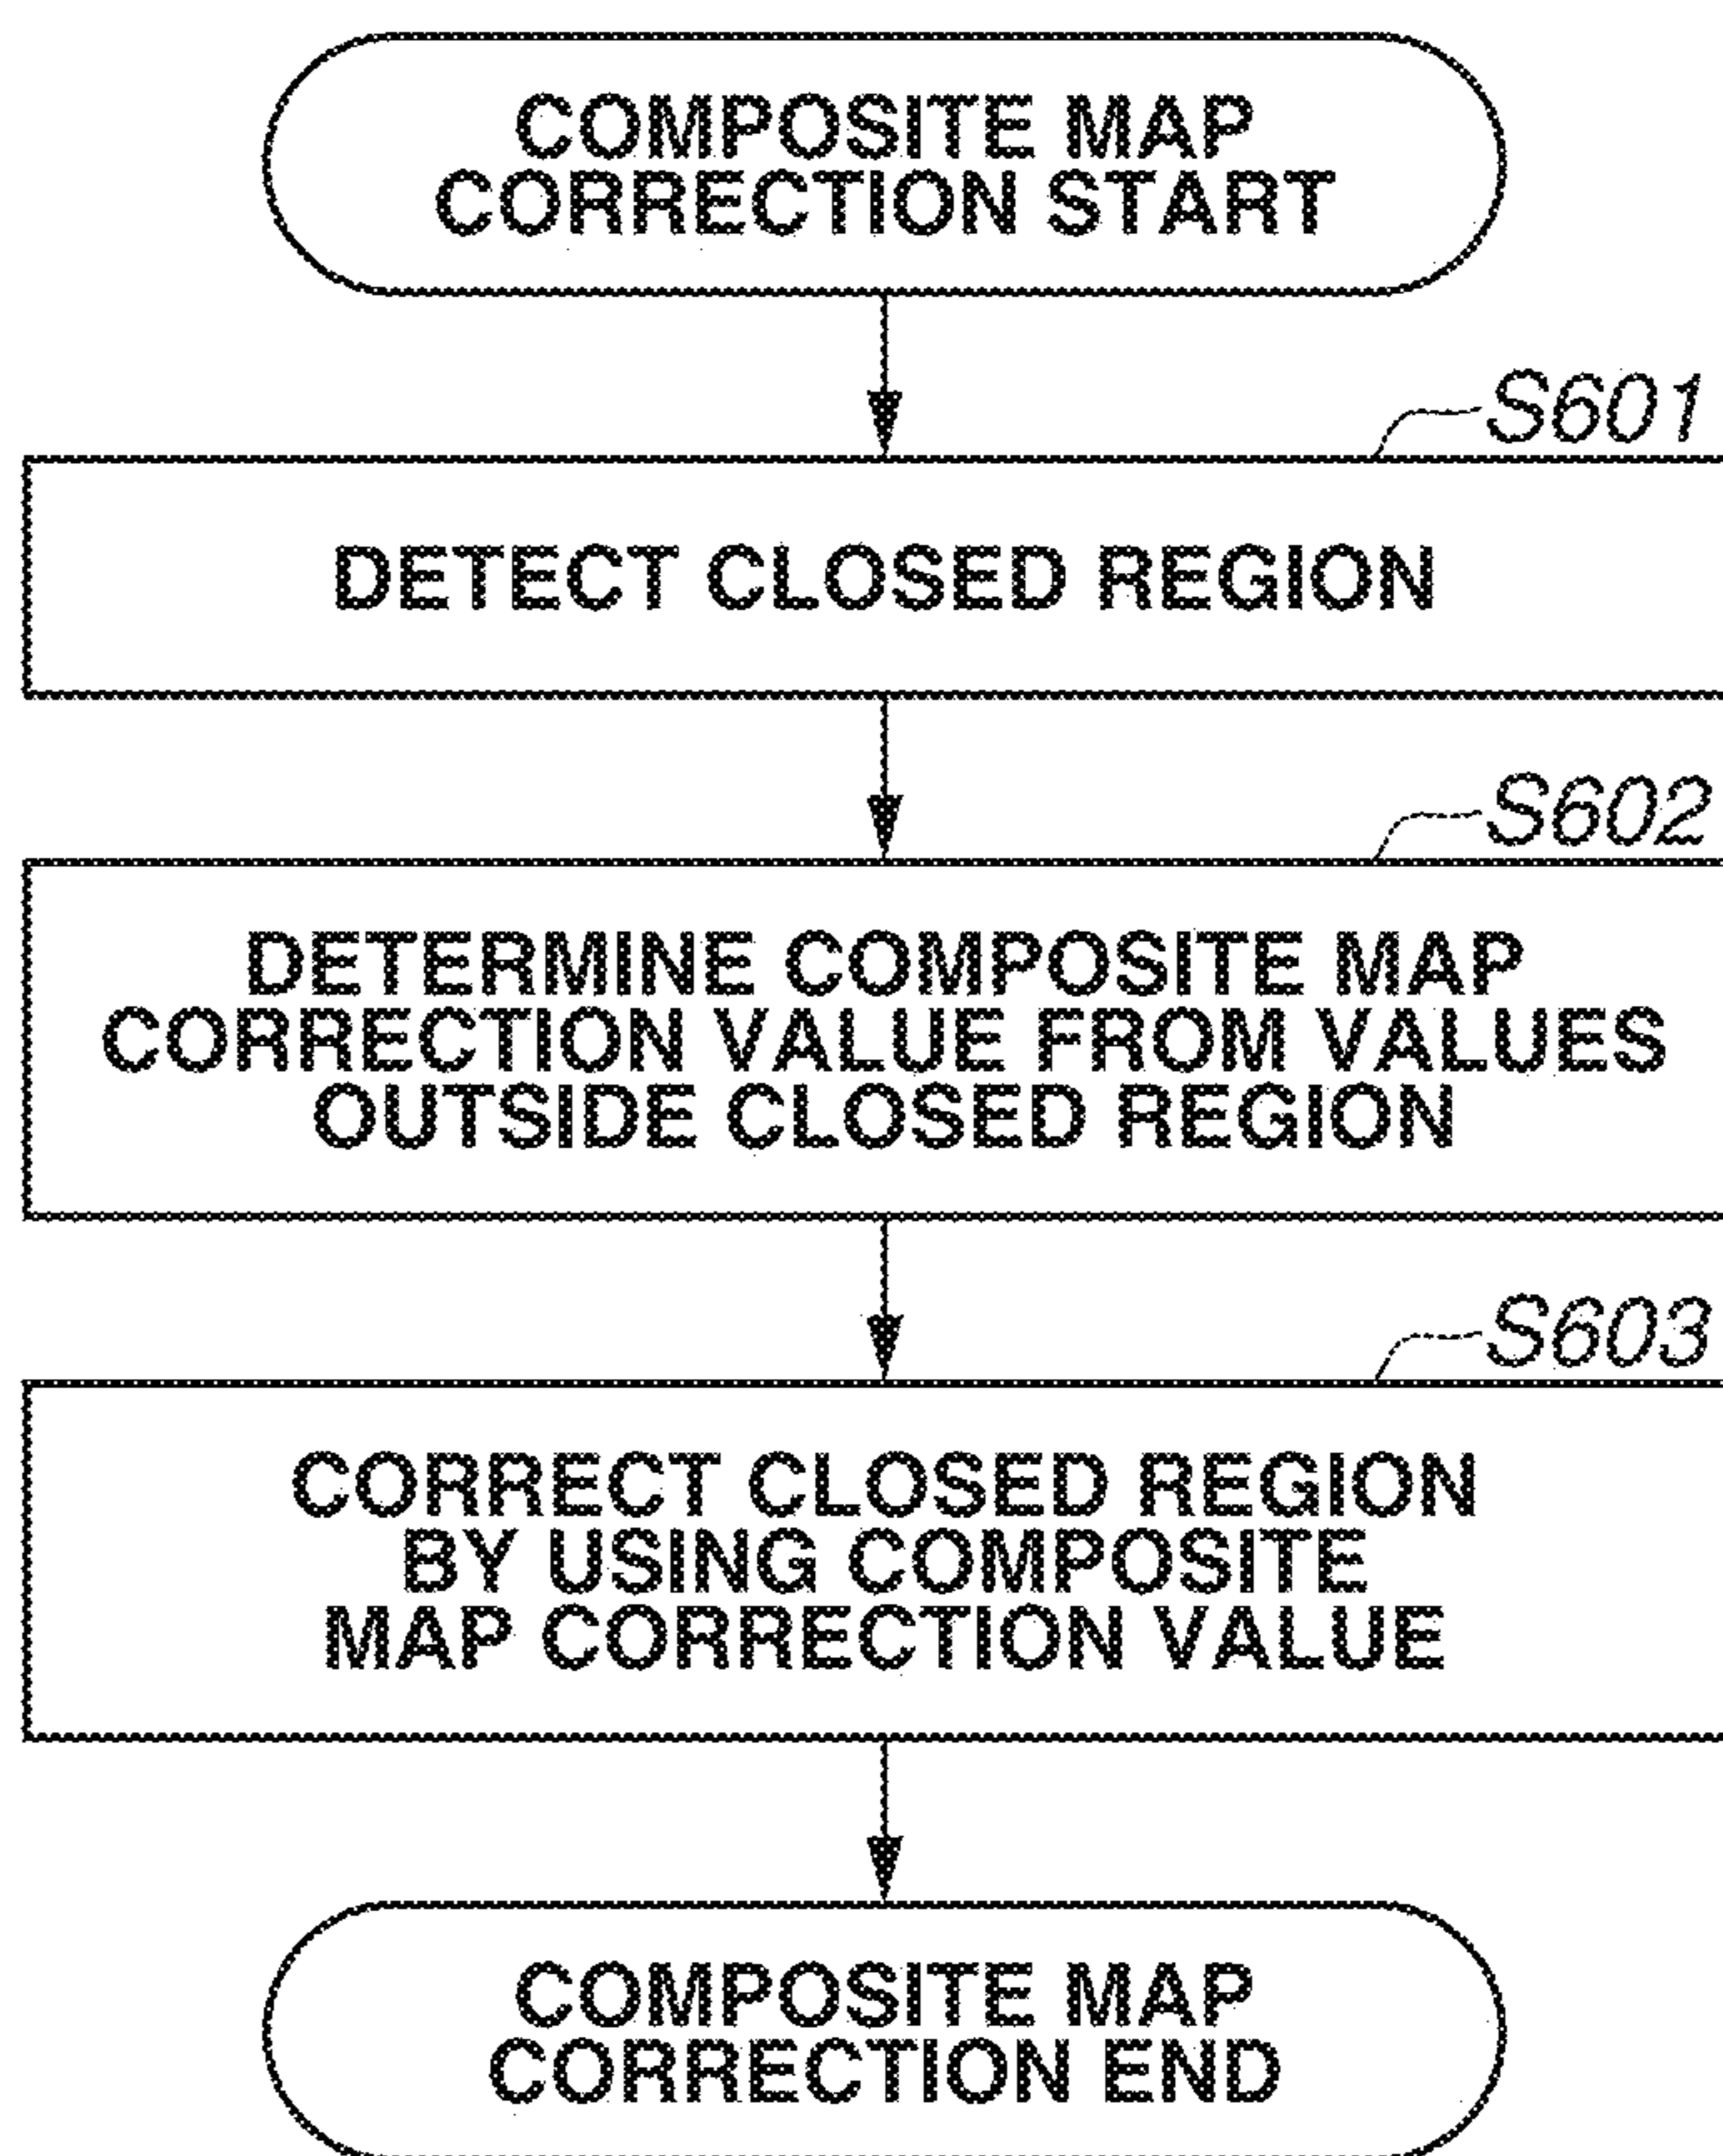 COMPOSITE MAP
CORRECTION START
S601
DETECT CLOSED REGION
S602
DETERMINE COMPOSITE MAP
CORRECTION VALUE FROM VALUES
OUTSIDE CLOSED REGION
S603
CORRECT CLOSED REGION
BY USING COMPOSITE
MAP CORRECTION VALUE
COMPOSITE MAP
CORRECTION END